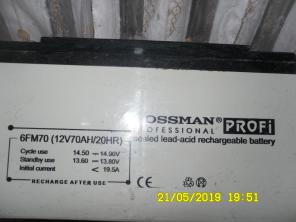 OSSMAN PROFi
PROFESSIONAL
6FM70 (12V70AH/20HR)
sealed lead-acid rechargeable battery
Cycle use 14.50 – 14.90V
Standby use 13.60 – 13.80V
Initial current < 19.5A
RECHARGE AFTER USE
CE
21/05/2019 19:51